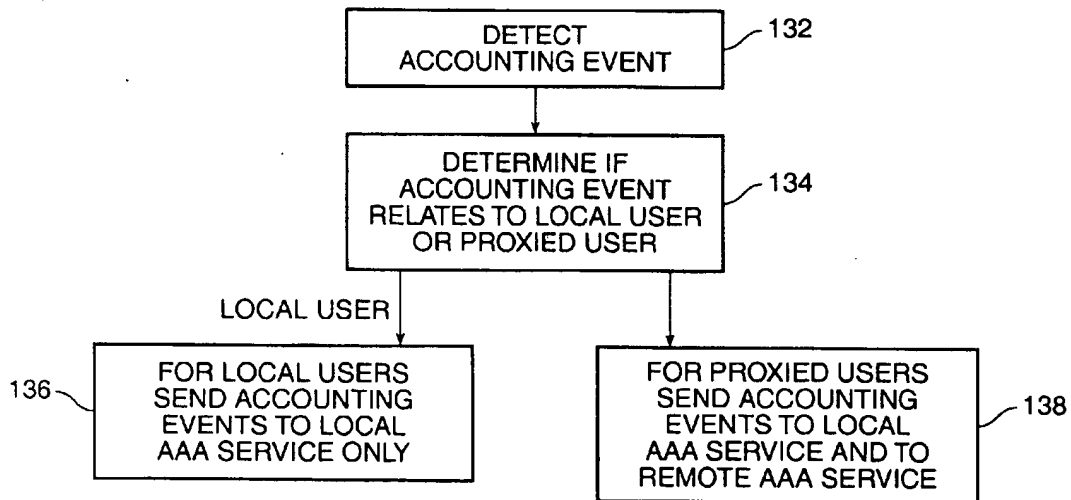 DETECT
ACCOUNTING EVENT
132
DETERMINE IF
ACCOUNTING EVENT
RELATES TO LOCAL USER
OR PROXIED USER
134
LOCAL USER
FOR LOCAL USERS
SEND ACCOUNTING
EVENTS TO LOCAL
AAA SERVICE ONLY
136
FOR PROXIED USERS
SEND ACCOUNTING
EVENTS TO LOCAL
AAA SERVICE AND TO
REMOTE AAA SERVICE
138